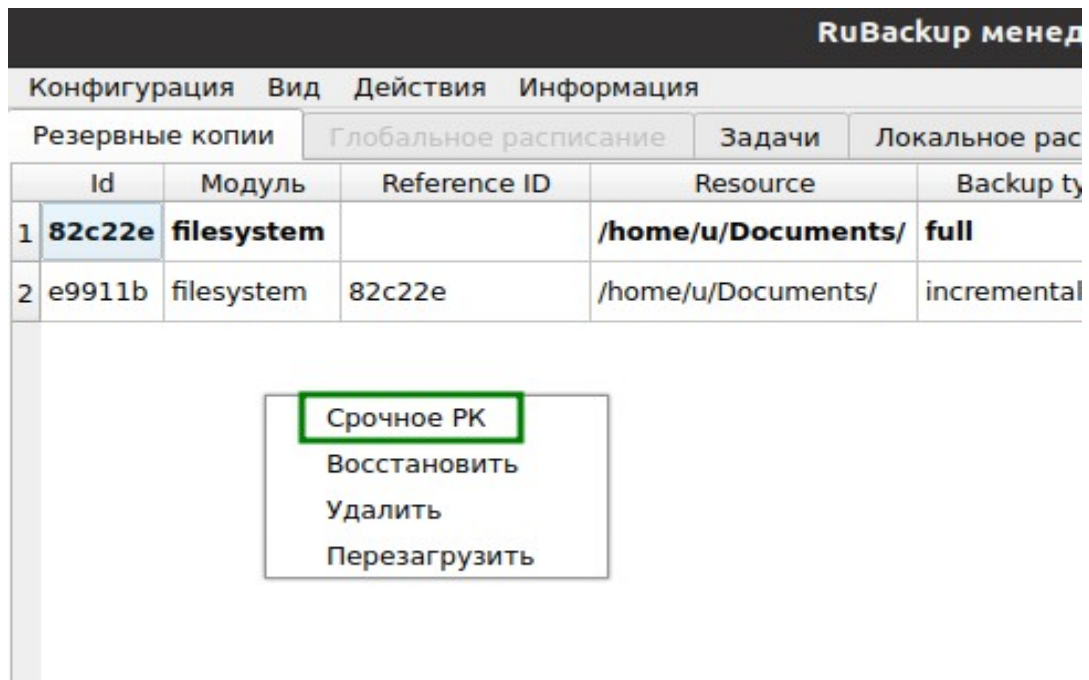 RuBackup менед
Конфигурация Вид Действия Информация
Резервные копии Глобальное расписание Задачи Локальное рас
Id Модуль Reference ID Resource Backup ty
1 82c22e filesystem /home/u/Documents/ full
2 e9911b filesystem 82c22e /home/u/Documents/ incremental
Срочное РК
Восстановить
Удалить
Перезагрузить